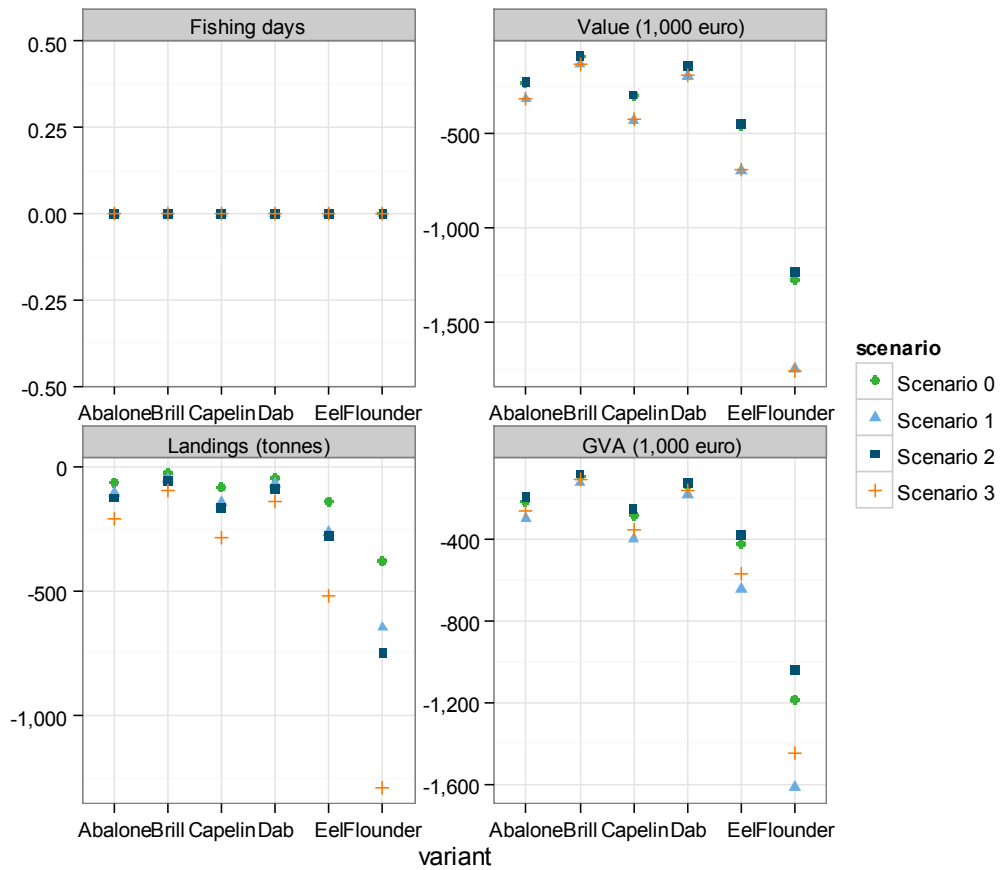 Fishing days
Value (1,000 euro)
0.50
0.25
0.00
-0.25
-0.50
-500
-1,000
-1,500
Abalone Brill Capelin Dab Eel Flounder
Abalone Brill Capelin Dab Eel Flounder
Landings (tonnes)
GVA (1,000 euro)
0
-500
-1,000
-400
-800
-1,200
-1,600
Abalone Brill Capelin Dab Eel Flounder
Abalone Brill Capelin Dab Eel Flounder
variant
scenario
Scenario 0
Scenario 1
Scenario 2
Scenario 3